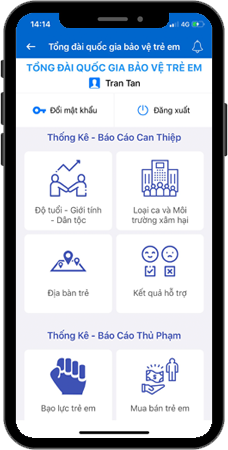 14:14
4G
Tổng đài quốc gia bảo vệ trẻ em
TỔNG ĐÀI QUỐC GIA BẢO VỆ TRẺ EM
Tran Tan
Đổi mật khẩu
Đăng xuất
Thống Kê - Báo Cáo Can Thiệp
Độ tuổi - Giới tính
- Dân tộc
Loại ca và Môi
trường xâm hại
Địa bàn trẻ
Kết quả hỗ trợ
Thống Kê - Báo Cáo Thủ Phạm
Bạo lực trẻ em
Mua bán trẻ em